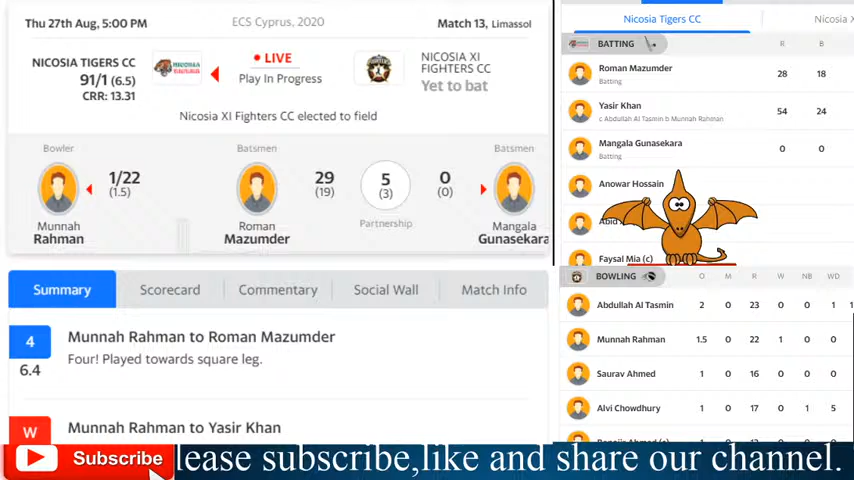 Thu 27th Aug, 5:00 PM
ECS Cyprus, 2020
Match 13, Limassol
NICOSIA TIGERS CC
91/1 (6.5)
CRR: 13.31
LIVE
Play In Progress
NICOSIA XI
FIGHTERS CC
Yet to bat
Nicosia XI Fighters CC elected to field
Bowler
Batsmen
Batsmen
1/22
(1.5)
29
(19)
5
(3)
0
(0)
Partnership
Munnah
Rahman
Roman
Mazumder
Mangala
Gunasekara
Summary
Scorecard
Commentary
Social Wall
Match Info
4
6.4
Munnah Rahman to Roman Mazumder
Four! Played towards square leg.
W
Munnah Rahman to Yasir Khan
Nicosia Tigers CC
Nicosia X
BATTING R B
Roman Mazumder 28 18
Batting
Yasir Khan 54 24
c Abdullah Al Tasmin b Munnah Rahman
Mangala Gunasekara 0 0
Batting
Anowar Hossain
Faysal Mia (c)
BOWLING O M R W NB WD
Abdullah Al Tasmin 2 0 23 0 0 1 1
Munnah Rahman 1.5 0 22 1 0 0
Saurav Ahmed 1 0 16 0 0 0
Alvi Chowdhury 1 0 17 0 1 5
Subscribe
lease subscribe,like and share our channel.